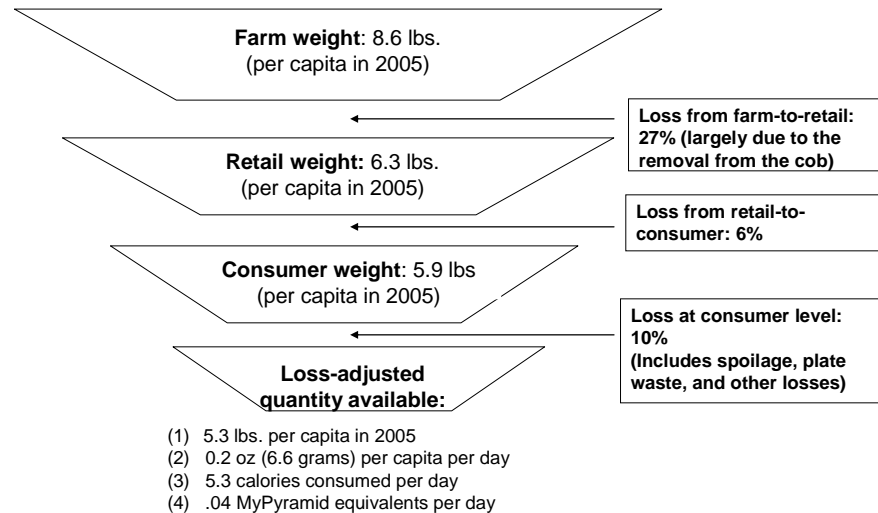 Farm weight: 8.6 lbs.
(per capita in 2005)
Loss from farm-to-retail:
27% (largely due to the
removal from the cob)
Retail weight: 6.3 lbs.
(per capita in 2005)
Loss from retail-to-
consumer: 6%
Consumer weight: 5.9 lbs
(per capita in 2005)
Loss at consumer level:
10%
(Includes spoilage, plate
waste, and other losses)
Loss-adjusted
quantity available:
(1) 5.3 lbs. per capita in 2005
(2) 0.2 oz (6.6 grams) per capita per day
(3) 5.3 calories consumed per day
(4) .04 MyPyramid equivalents per day